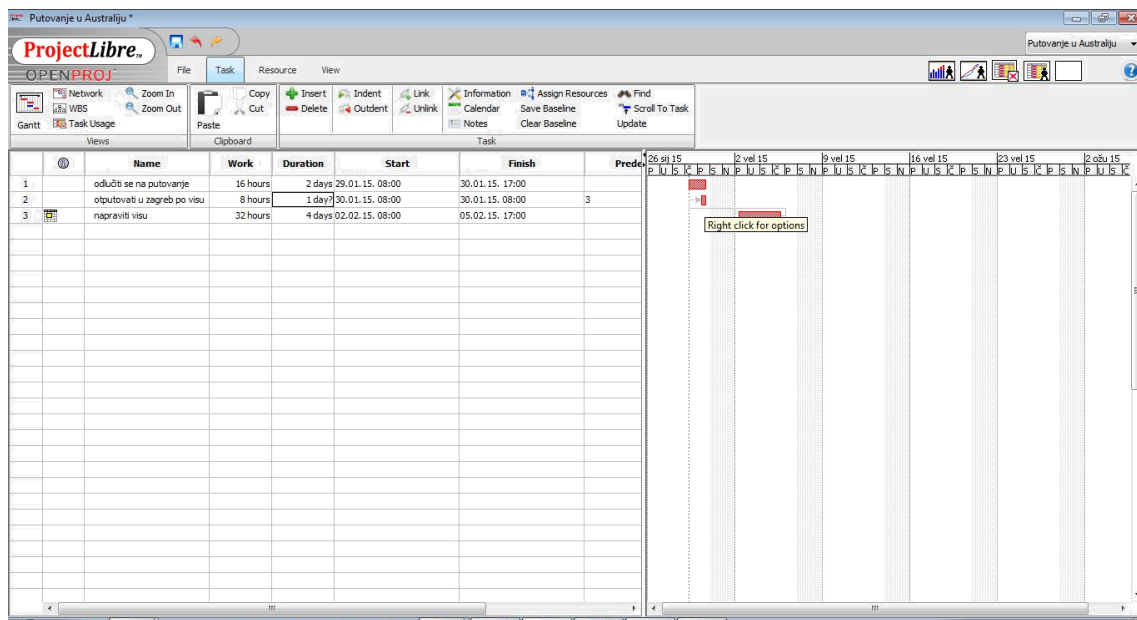 Putovanje u Australiju *
ProjectLibre™
OPENPROJ
Putovanje u Australiju
File Task Resource View
Network Zoom In Copy Insert Indent Link Information Assign Resources Find
WBS Zoom Out Cut Delete Outdent Unlink Calendar Save Baseline Scroll To Task
Gantt Task Usage Paste Notes Clear Baseline Update
Views Clipboard Task
Name Work Duration Start Finish Prede
26 sij 15 2 vel 15 9 vel 15 16 vel 15 23 vel 15 2 ožu 15
P U S Č P S N P U S Č P S N P U S Č P S N P U S Č P S N P U S Č P S N P U S Č
1 odlučiti se na putovanje 16 hours 2 days 29.01.15. 08:00 30.01.15. 17:00
2 otputovati u zagreb po visu 8 hours 1 day? 30.01.15. 08:00 30.01.15. 08:00 3
3 napraviti visu 32 hours 4 days 02.02.15. 08:00 05.02.15. 17:00
Right click for options